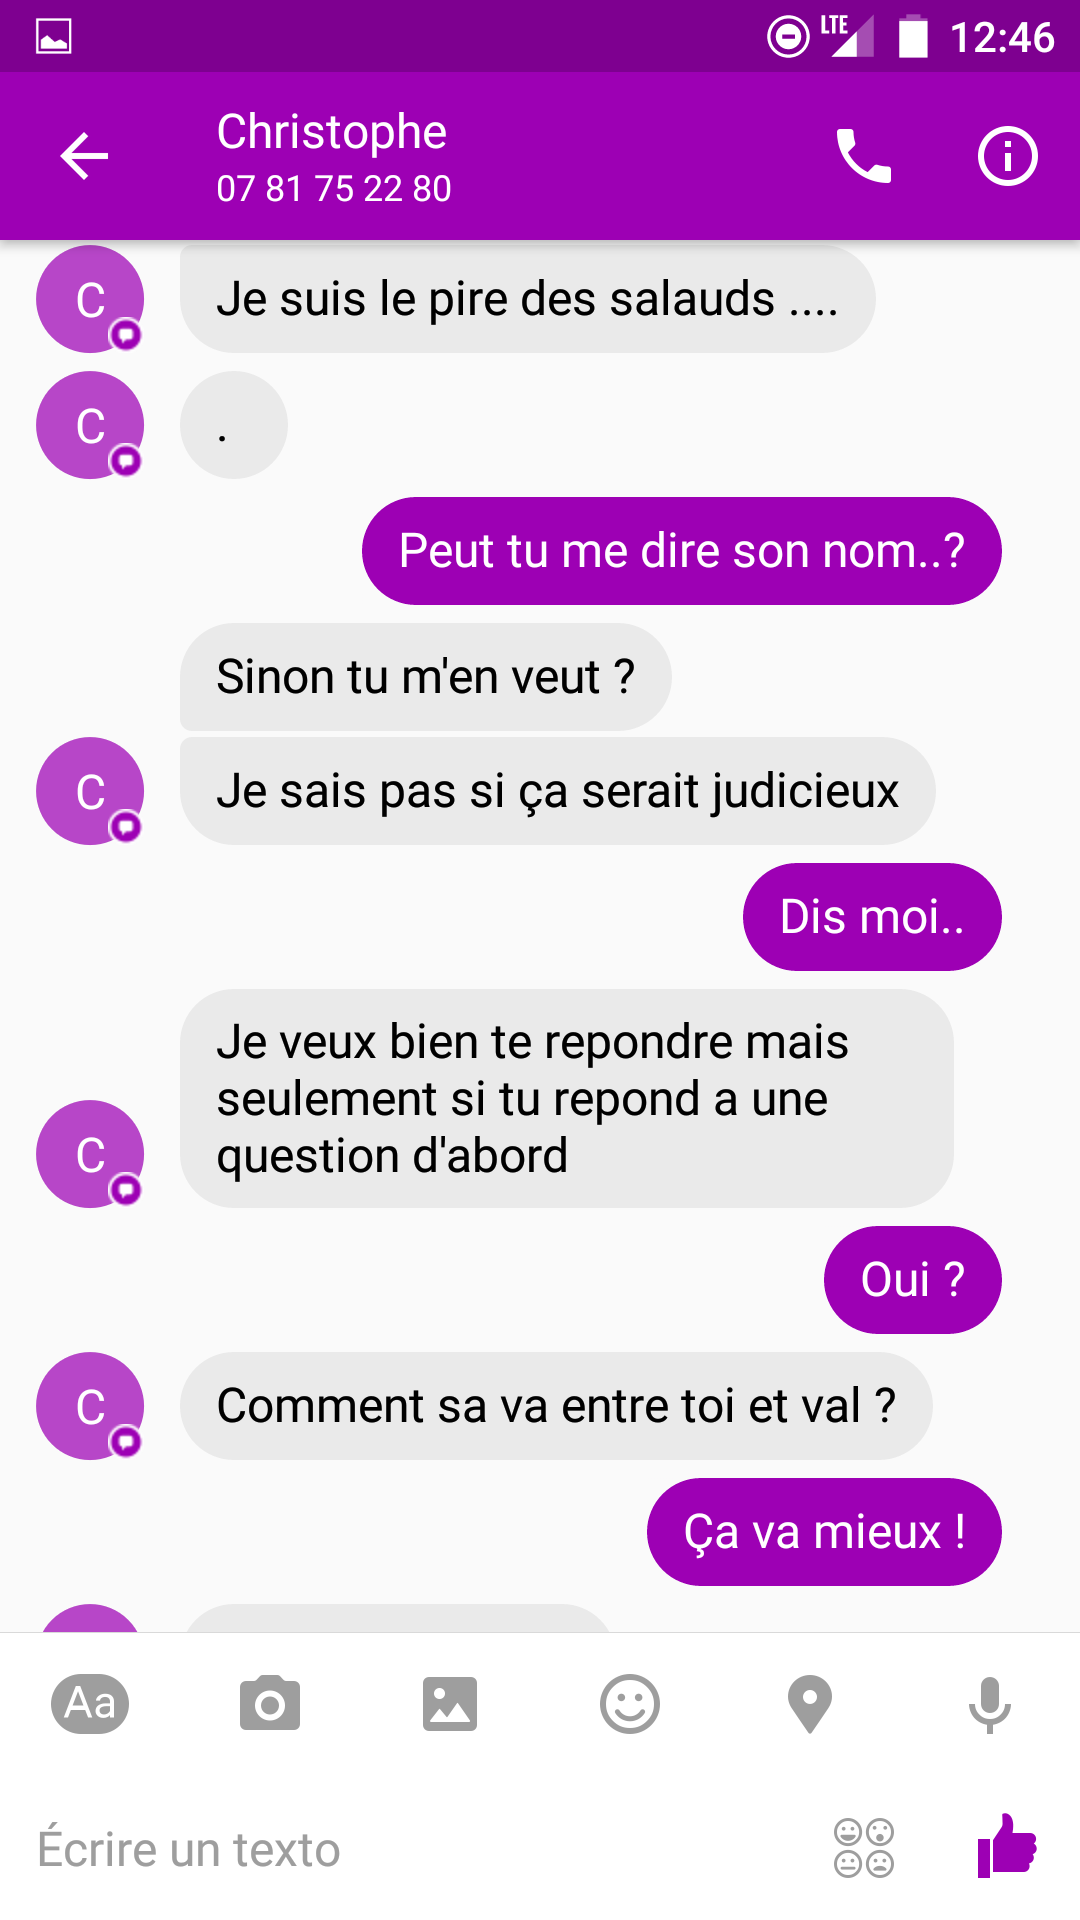 LTE 12:46
Christophe
07 81 75 22 80
C Je suis le pire des salauds ....
C .
Peut tu me dire son nom..?
Sinon tu m'en veut ?
C Je sais pas si ça serait judicieux
Dis moi..
Je veux bien te repondre mais
seulement si tu repond a une
C question d'abord
Oui ?
C Comment sa va entre toi et val ?
Ça va mieux !
Aa
Écrire un texto